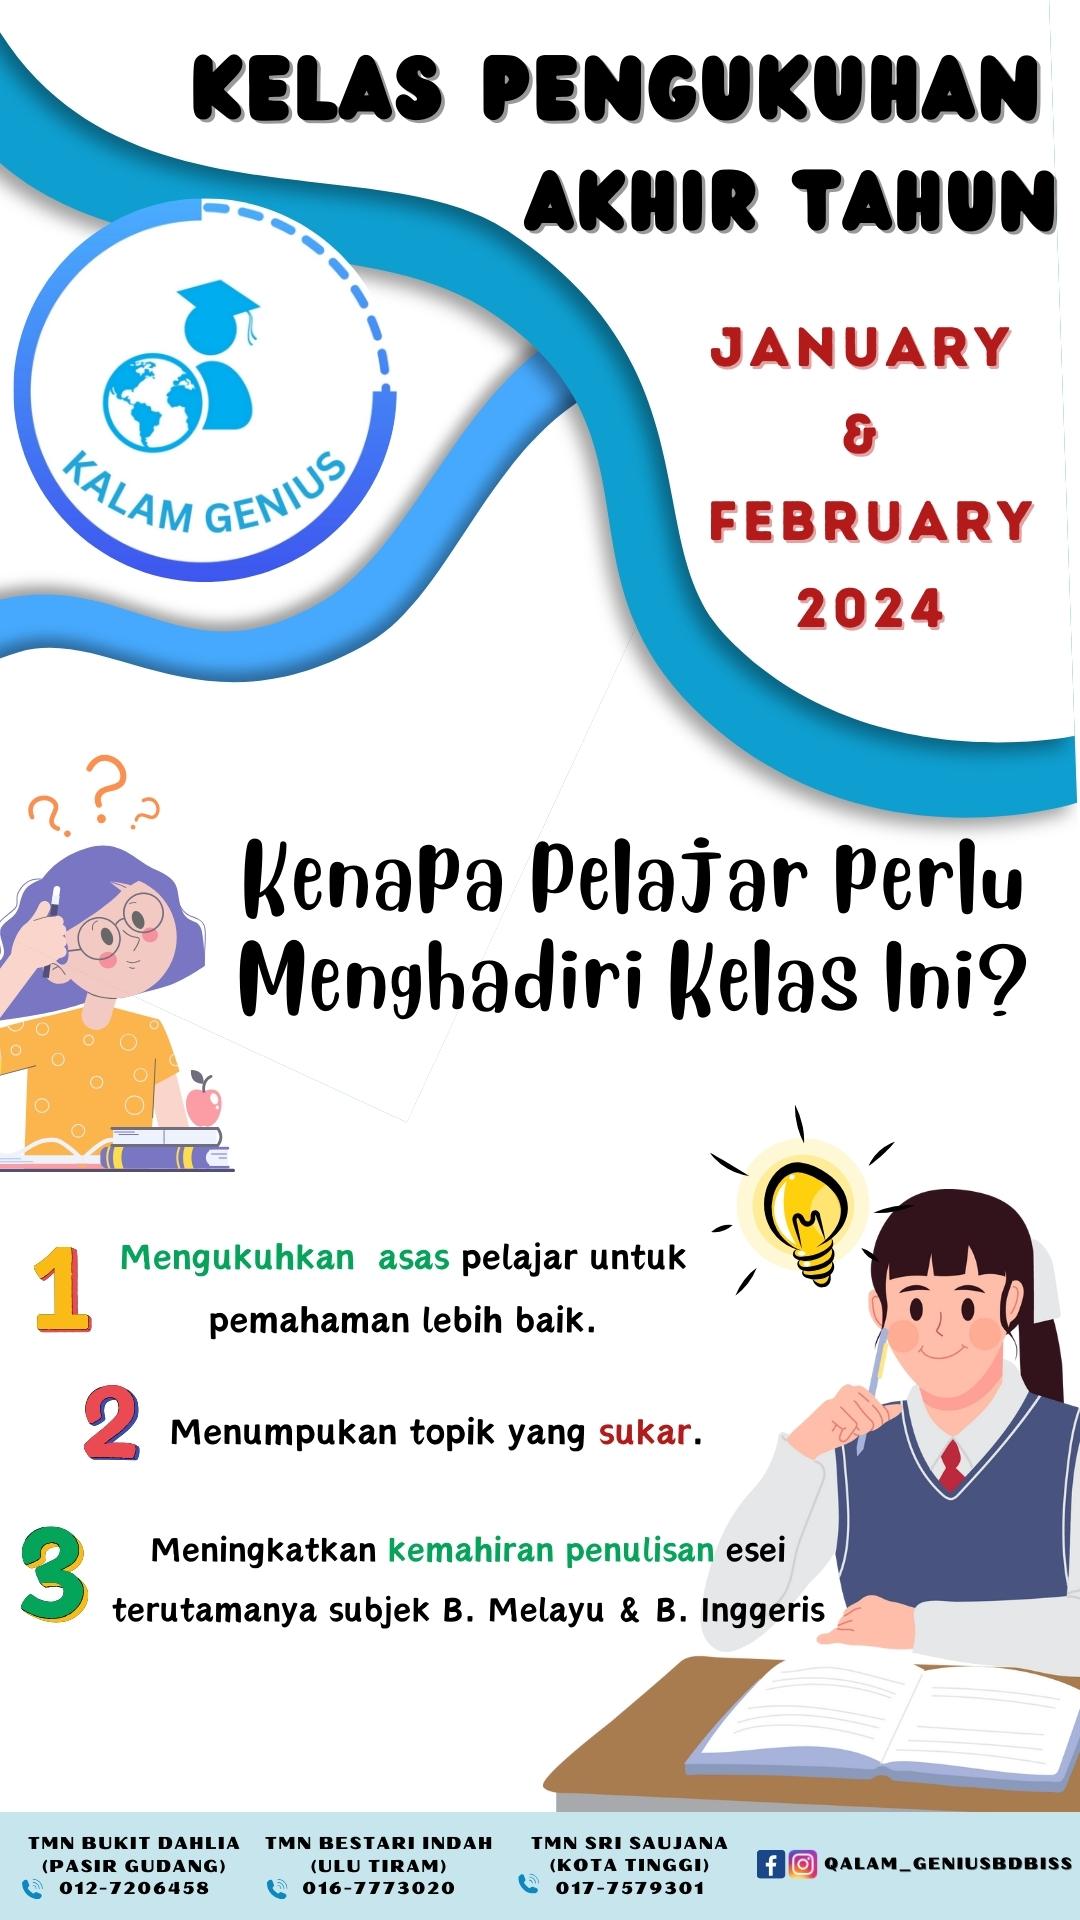 KELAS PENGUKUHAN
AKHIR TAHUN
JANUARY
&
FEBRUARY
2024
KALAM GENIUS
Kenapa Pelajar Perlu
Menghadiri Kelas Ini?
1
Mengukuhkan asas pelajar untuk
pemahaman lebih baik.
2
Menumpukan topik yang sukar.
3
Meningkatkan kemahiran penulisan esei
terutamanya subjek B. Melayu & B. Inggeris
TMN BUKIT DAHLIA
(PASIR GUDANG)
012-7206458
TMN BESTARI INDAH
(ULU TIRAM)
016-7773020
TMN SRI SAUJANA
(KOTA TINGGI)
017-7579301
QALAM_GENIUSBDBISS